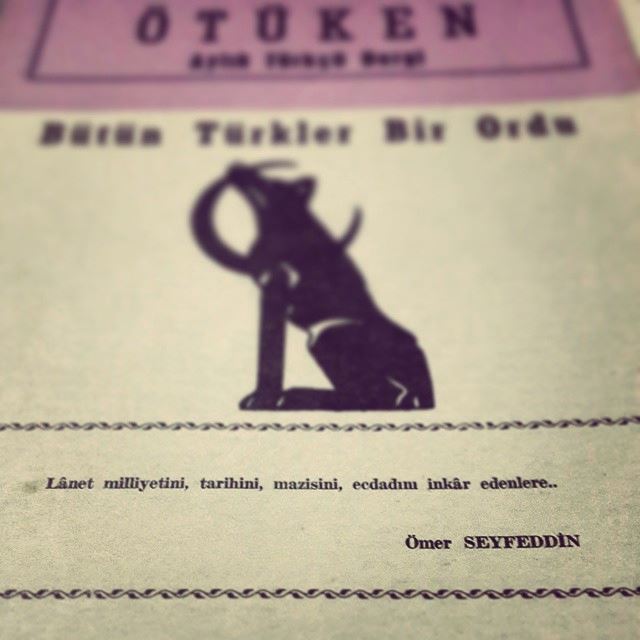 ÖTÜKEN
Aylık Türkçü Dergi
Bütün Türkler Bir Ordu
Lânet milliyetini, tarihini, mazisini, ecdadını inkâr edenlere..
Ömer SEYFEDDİN